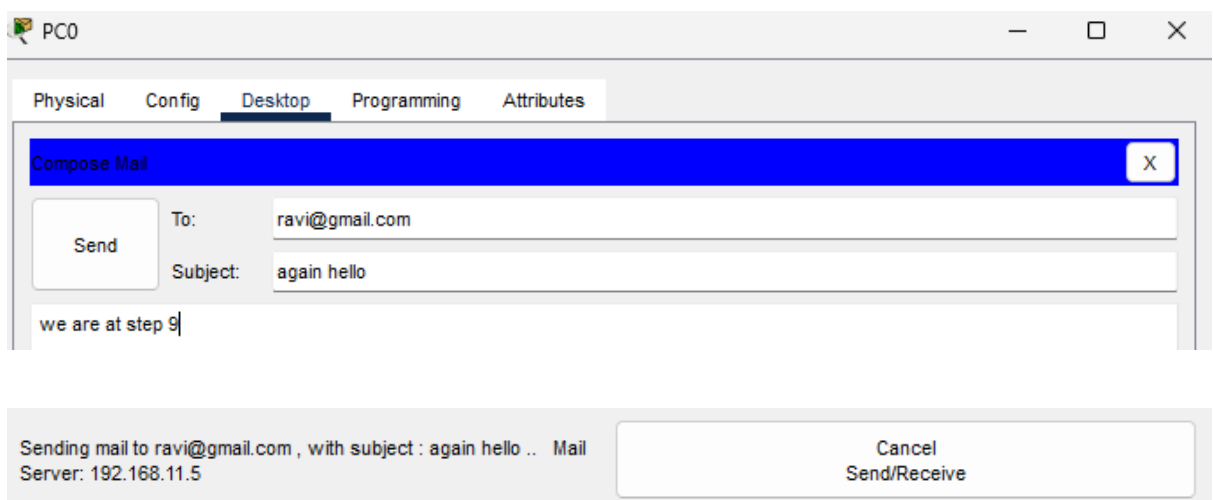 PC0
Physical Config Desktop Programming Attributes
Compose Mail
X
Send
To: ravi@gmail.com
Subject: again hello
we are at step 9
Sending mail to ravi@gmail.com , with subject : again hello .. Mail
Server: 192.168.11.5
Cancel
Send/Receive